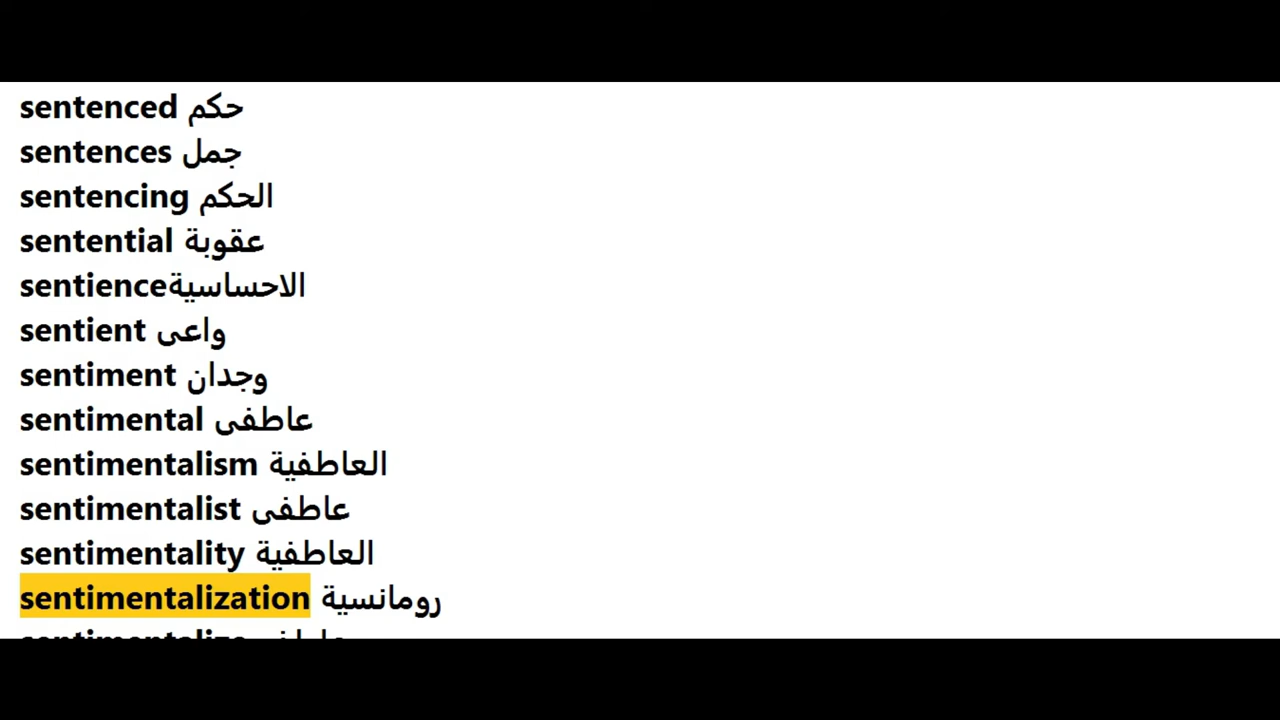 sentenced حكم
sentences جمل
sentencing الحكم
sentential عقوبة
sentienceالاحساسية
sentient واعى
sentiment وجدان
sentimental عاطفى
sentimentalism العاطفية
sentimentalist عاطفى
sentimentality العاطفية
sentimentalization رومانسية